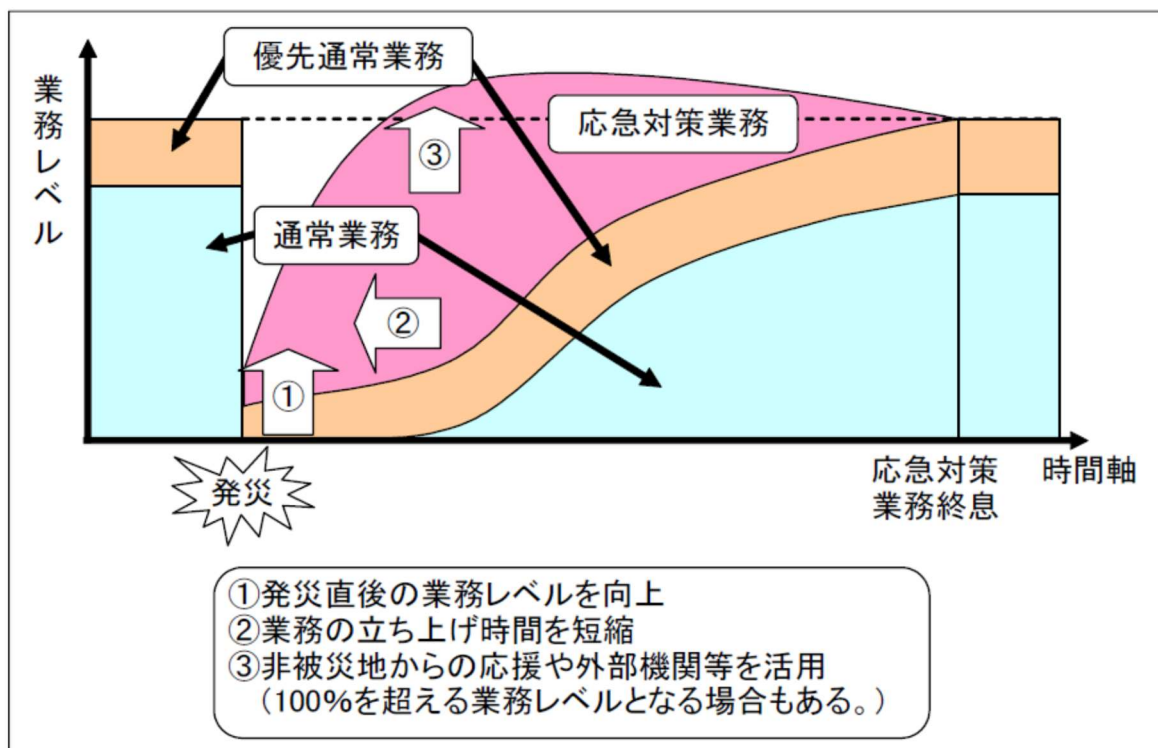 業務レベル
優先通常業務
応急対策業務
③
通常業務
②
①
発災
応急対策
業務終息
時間軸
①発災直後の業務レベルを向上
②業務の立ち上げ時間を短縮
③非被災地からの応援や外部機関等を活用
（100%を超える業務レベルとなる場合もある。）